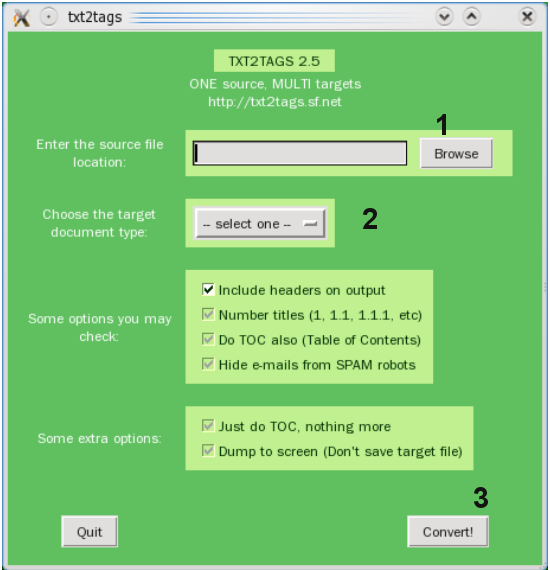 txt2tags
TXT2TAGS 2.5
ONE source, MULTI targets
http://txt2tags.sf.net
1
Enter the source file
location:
Browse
Choose the target
document type:
-- select one --
2
Some options you may
check:
Include headers on output
Number titles (1, 1.1, 1.1.1, etc)
Do TOC also (Table of Contents)
Hide e-mails from SPAM robots
Some extra options:
Just do TOC, nothing more
Dump to screen (Don't save target file)
3
Quit
Convert!